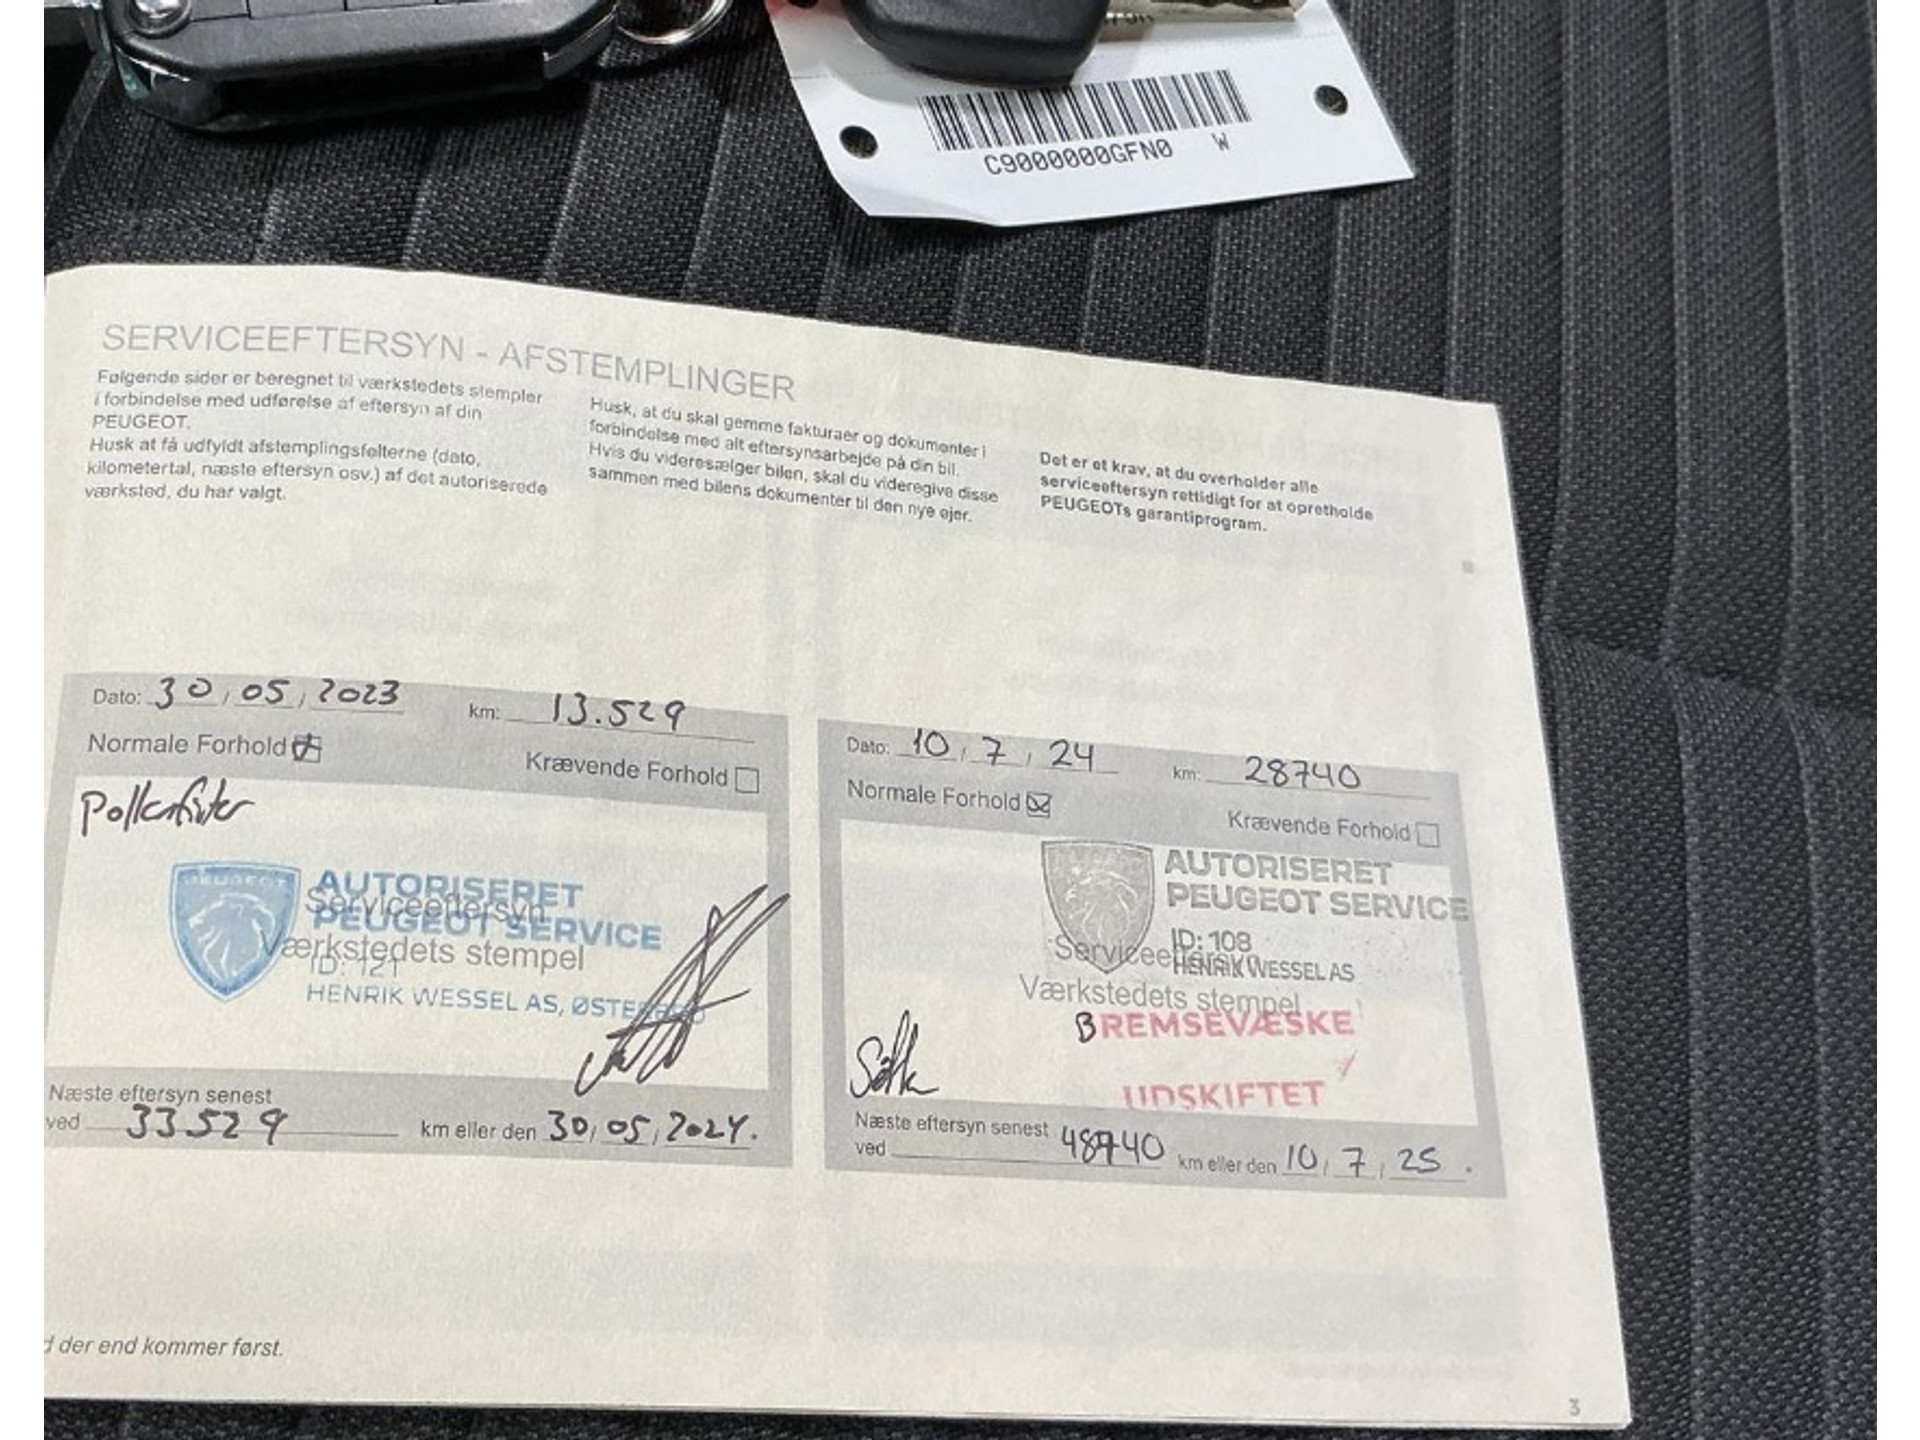 C9000000GFN0 W
SERVICEEFTERSYN - AFSTEMPLINGER
Følgende sider er beregnet til værkstedets stempler
i forbindelse med udførelse af eftersyn af din
PEUGEOT.
Husk at få udfyldt afstemplingsfelterne (dato,
kilometertal, næste eftersyn osv.) af det autoriserede
værksted, du har valgt.
Husk, at du skal gemme fakturaer og dokumenter i
forbindelse med alt eftersynsarbejde på din bil.
Hvis du videresælger bilen, skal du videregive disse
sammen med bilens dokumenter til den nye ejer.
Det er et krav, at du overholder alle
serviceeftersyn rettidigt for at opretholde
PEUGEOTs garantiprogram.
Dato: 30/05/2023 km: 13.529
Normale Forhold Krævende Forhold
Pollenfilter
PEUGEOT
AUTORISERET
Serviceeftersyn
PEUGEOT SERVICE
Værkstedets stempel
ID: 121
HENRIK WESSEL AS,
Næste eftersyn senest
ved 33529 km eller den 30/05/2024.
Dato: 10/7/24 km: 28740
Normale Forhold Krævende Forhold
AUTORISERET
PEUGEOT SERVICE
ID: 108
Serviceeftersyn
HENRIK WESSEL AS
Værkstedets stempel
BREMSEVÆSKE
UDSKIFTET
Næste eftersyn senest
ved 48740 km eller den 10/7/25.
der end kommer først.
3